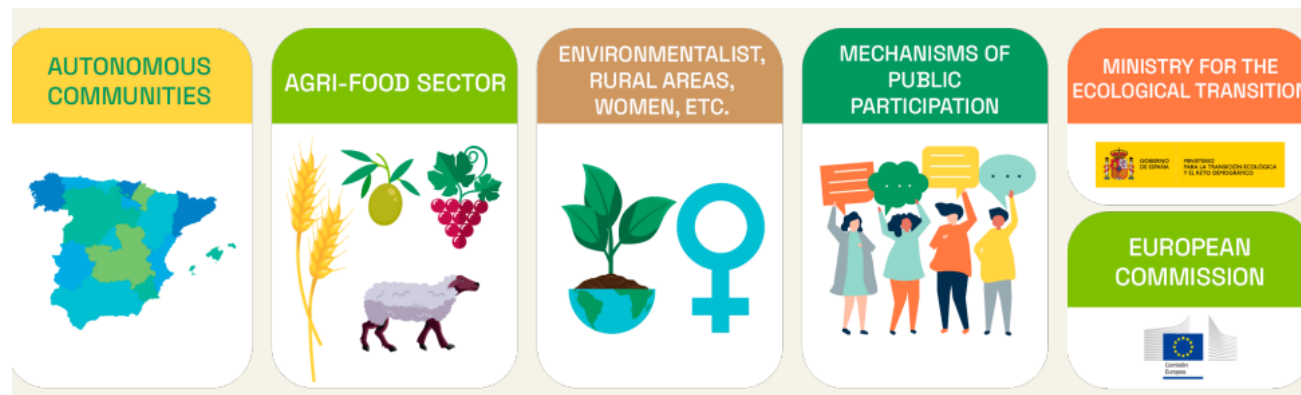 AUTONOMOUS
COMMUNITIES
AGRI-FOOD SECTOR
ENVIRONMENTALIST,
RURAL AREAS,
WOMEN, ETC.
MECHANISMS OF
PUBLIC
PARTICIPATION
MINISTRY FOR THE
ECOLOGICAL TRANSITION
GOBIERNO
DE ESPAÑA
MINISTERIO
PARA LA TRANSICIÓN ECOLÓGICA
Y EL RETO DEMOGRÁFICO
EUROPEAN
COMMISSION
Comisión
Europea